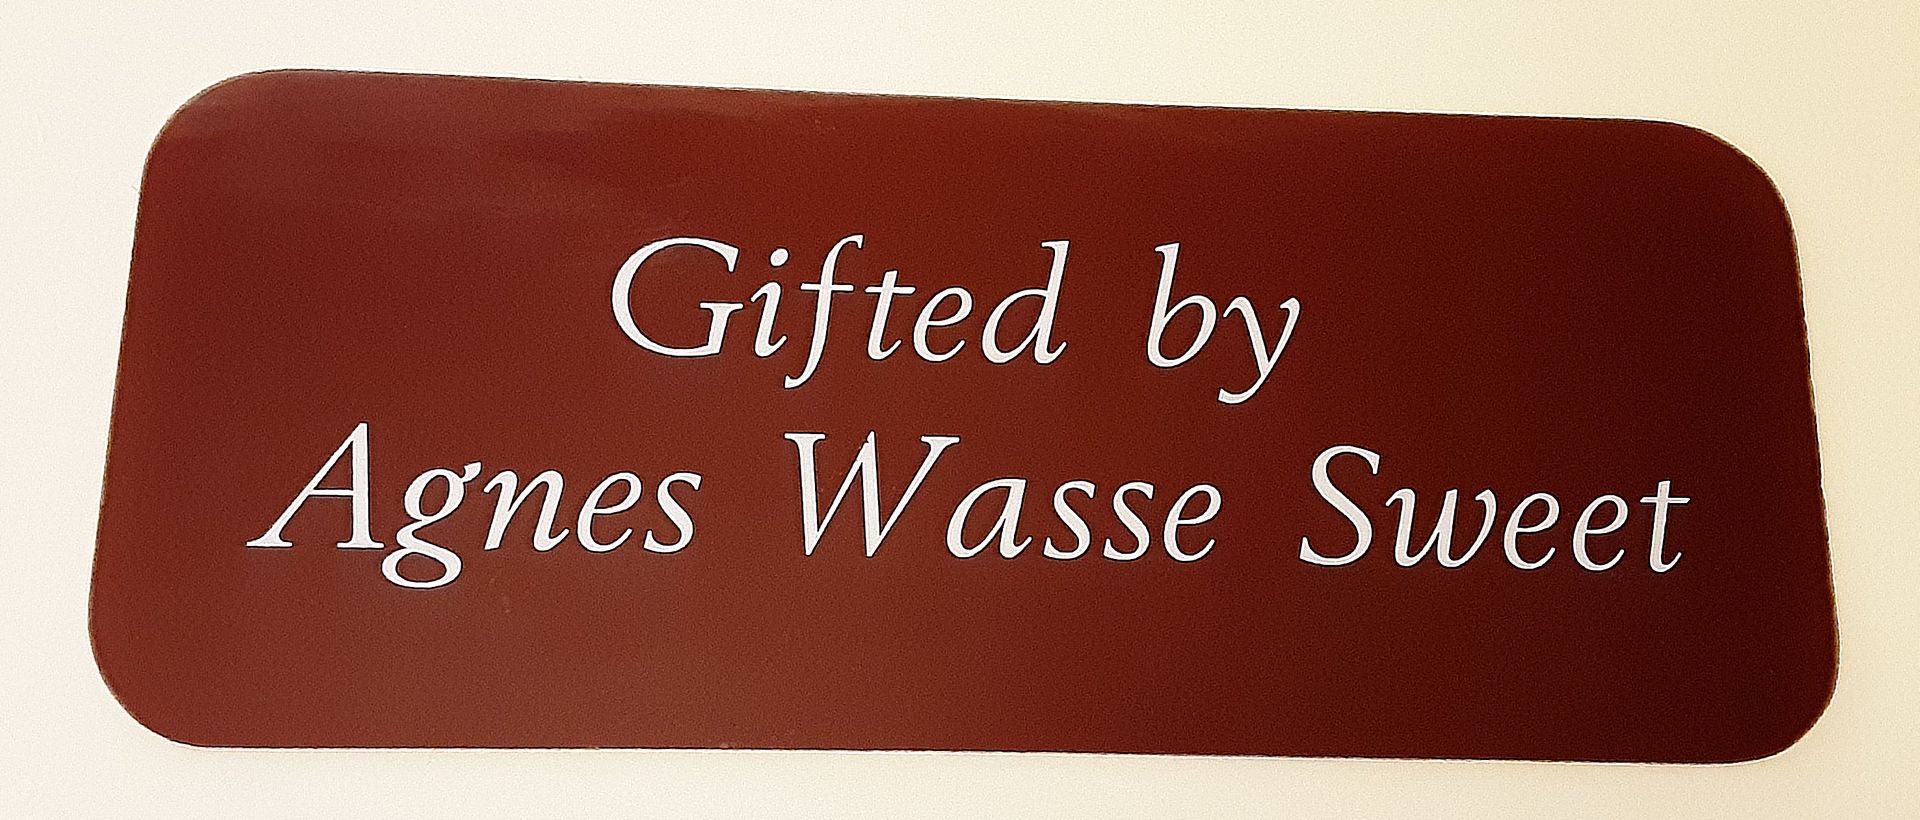 Gifted by
Agnes Wasse Sweet